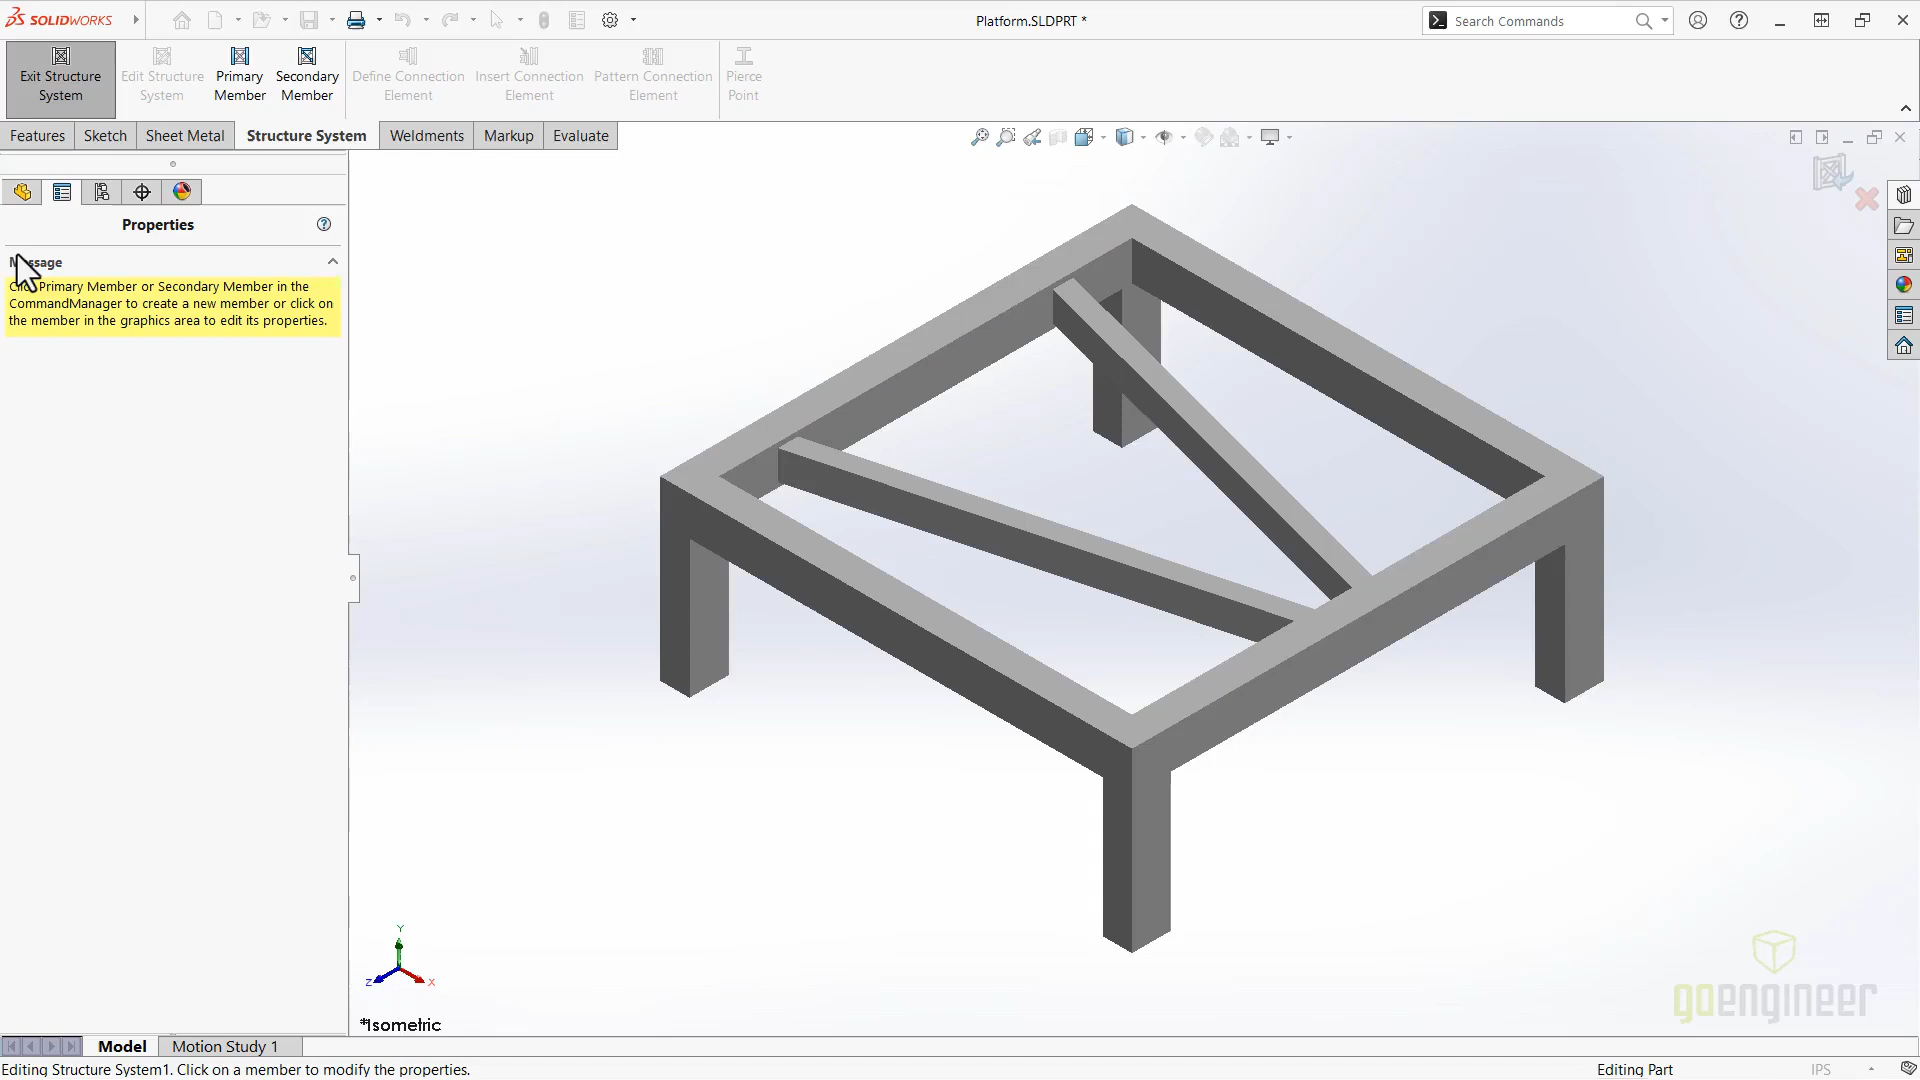 SOLIDWORKS
Platform.SLDPRT *
Search Commands
Exit Structure
System
Edit Structure
System
Primary
Member
Secondary
Member
Define Connection
Element
Insert Connection
Element
Pattern Connection
Element
Pierce
Point
Features
Sketch
Sheet Metal
Structure System
Weldments
Markup
Evaluate
Properties
Primary Member or Secondary Member in the
CommandManager to create a new member or click on
the member in the graphics area to edit its properties.
Y
Z
X
*Isometric
goengineer
Model
Motion Study 1
Editing Structure System1. Click on a member to modify the properties.
Editing Part
IPS